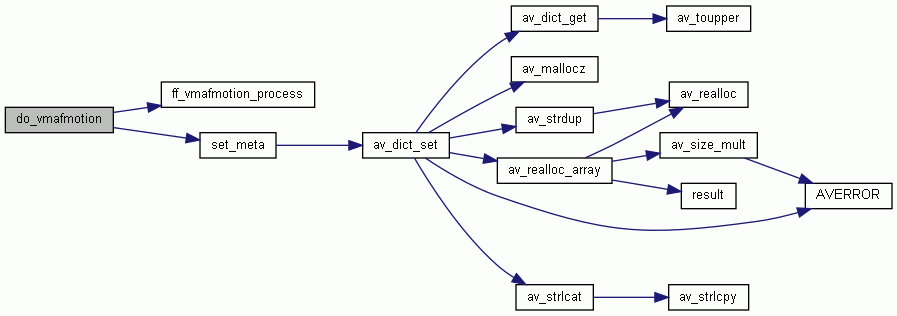 do_vmafmotion
ff_vmafmotion_process
set_meta
av_dict_set
av_dict_get
av_toupper
av_mallocz
av_strdup
av_realloc
av_realloc_array
av_size_mult
result
AVERROR
av_strlcat
av_strlcpy